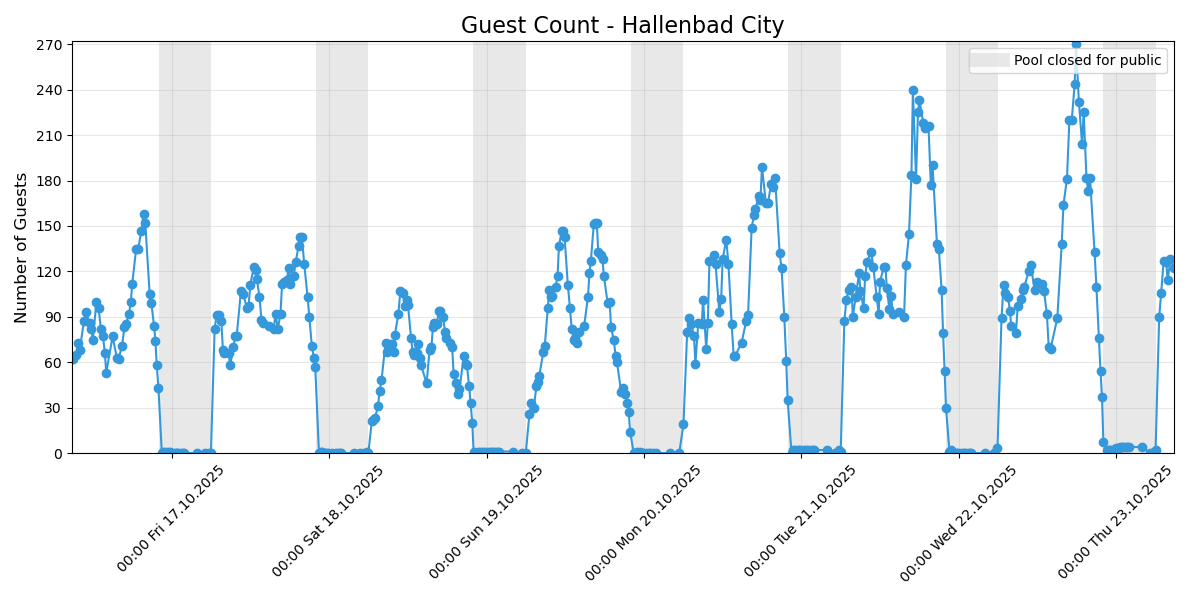 Guest Count - Hallenbad City
Number of Guests
270
240
210
180
150
120
90
60
30
0
Pool closed for public
00:00 Fri 17.10.2025
00:00 Sat 18.10.2025
00:00 Sun 19.10.2025
00:00 Mon 20.10.2025
00:00 Tue 21.10.2025
00:00 Wed 22.10.2025
00:00 Thu 23.10.2025